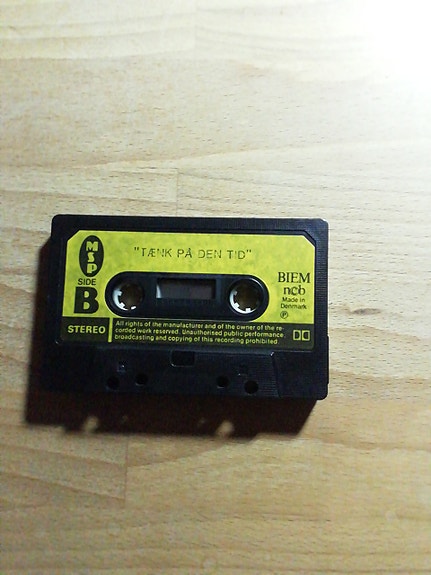 MSP
"TÆNK PÅ DEN TID"
SIDE
B
BIEM
ncb
Made in
Denmark
Ⓟ
STEREO
All rights of the manufacturer and of the owner of the re-
corded work reserved. Unauthorised public performance
broadcasting and copying of this recording prohibited.